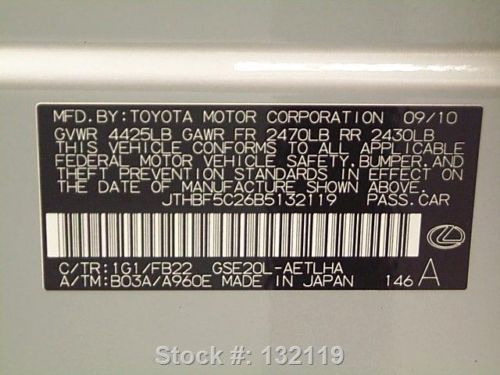 MFD.BY:TOYOTA MOTOR CORPORATION 09/10
GVWR 4425LB GAWR FR 2470LB RR 2430LB
THIS VEHICLE CONFORMS TO ALL APPLICABLE
FEDERAL MOTOR VEHICLE SAFETY,BUMPER,AND
THEFT PREVENTION STANDARDS IN EFFECT ON
THE DATE OF MANUFACTURE SHOWN ABOVE.
JTHBF5C26B5132119 PASS.CAR
C/TR:1G1/FB22 GSE20L-AETLHA
A/TM:B03A/A960E MADE IN JAPAN 146 A
Stock #: 132119